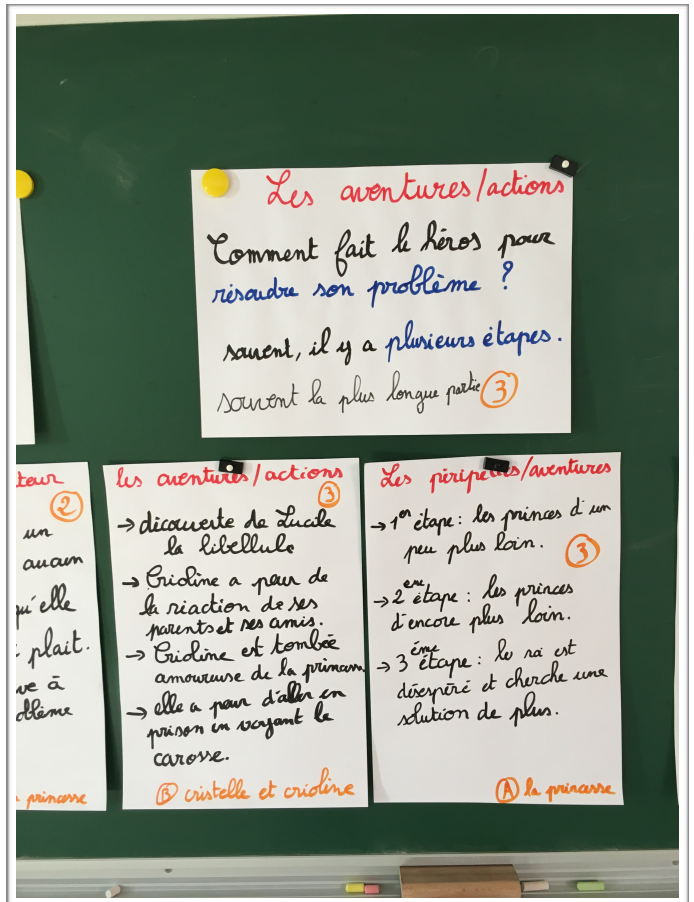 Les aventures/actions
Comment fait le héros pour
résoudre son problème ?
souvent, il y a plusieurs étapes.
souvent la plus longue partie 3
teur
2
un
aucun
qu'elle
plait.
ve à
oblème
princesse
les aventures/actions
3
→ découverte de Lucile
la libellule
→ Crioline a peur de
la réaction de ses
parents et ses amis.
→ Crioline est tombée
amoureuse de la princesse
→ elle a peur d'aller en
prison en voyant le
carosse.
B cristelle et crioline
Les péripéties/aventures
→ 1er étape : les princes d'un
peu plus loin.
3
→ 2ème étape : les princes
d'encore plus loin.
→ 3ème étape : le roi est
désespéré et cherche une
solution de plus.
A la princesse